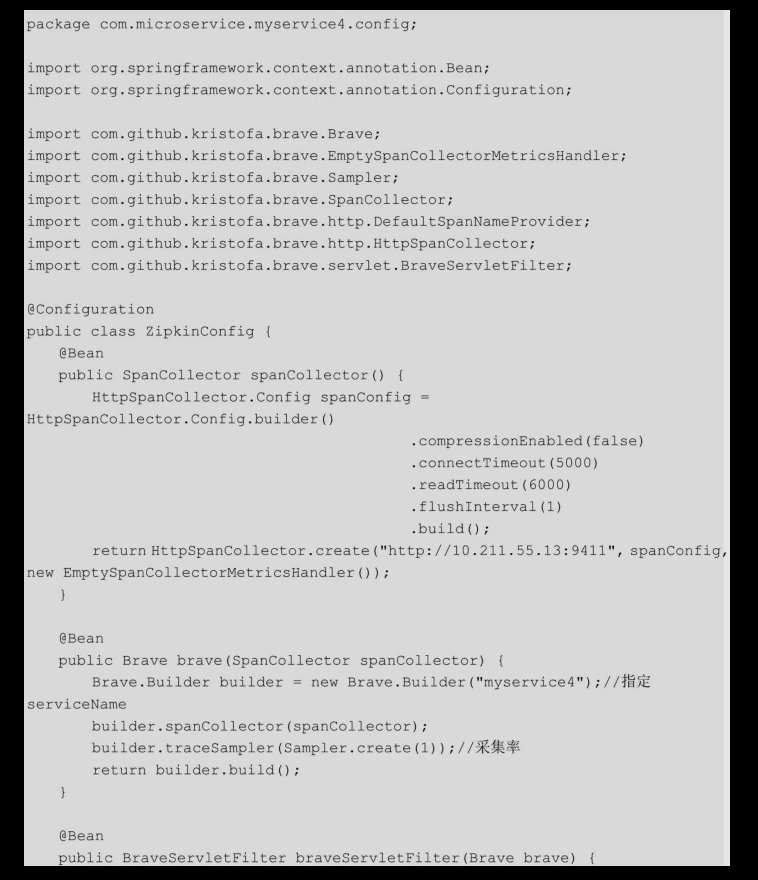 package com.microservice.myservice4.config;

import org.springframework.context.annotation.Bean;
import org.springframework.context.annotation.Configuration;

import com.github.kristofa.brave.Brave;
import com.github.kristofa.brave.EmptySpanCollectorMetricsHandler;
import com.github.kristofa.brave.Sampler;
import com.github.kristofa.brave.SpanCollector;
import com.github.kristofa.brave.http.DefaultSpanNameProvider;
import com.github.kristofa.brave.http.HttpSpanCollector;
import com.github.kristofa.brave.servlet.BraveServletFilter;

@Configuration
public class ZipkinConfig {
    @Bean
    public SpanCollector spanCollector() {
        HttpSpanCollector.Config spanConfig =
HttpSpanCollector.Config.builder()
                                                .compressionEnabled(false)
                                                .connectTimeout(5000)
                                                .readTimeout(6000)
                                                .flushInterval(1)
                                                .build();
        return HttpSpanCollector.create("http://10.211.55.13:9411", spanConfig,
new EmptySpanCollectorMetricsHandler());
    }

    @Bean
    public Brave brave(SpanCollector spanCollector) {
        Brave.Builder builder = new Brave.Builder("myservice4");//指定
serviceName
        builder.spanCollector(spanCollector);
        builder.traceSampler(Sampler.create(1));//采集率
        return builder.build();
    }

    @Bean
    public BraveServletFilter braveServletFilter(Brave brave) {